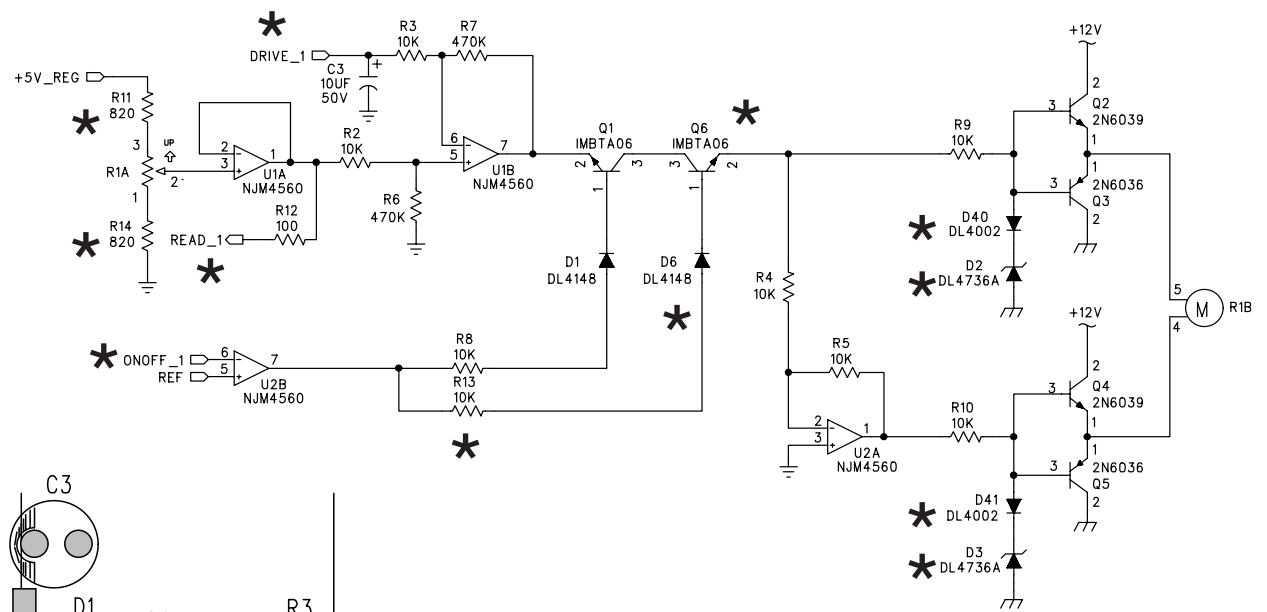 DRIVE_1
R3
10K
R7
470K
C3
10UF
50V
+
+5V_REG
R11
820
3
UP
R1A
2
1
R14
820
2
3
1
U1A
NJM4560
R2
10K
R6
470K
R12
100
READ_1
6
5
7
U1B
NJM4560
Q1
IMBTA06
2
3
1
Q6
IMBTA06
3
2
1
D1
DL4148
D6
DL4148
ONOFF_1
REF
6
5
7
U2B
NJM4560
R8
10K
R13
10K
R4
10K
R5
10K
2
3
1
U2A
NJM4560
R9
10K
+12V
2
3
Q2
2N6039
1
1
3
2N6036
Q3
2
D40
DL4002
D2
DL4736A
5
M
R1B
4
+12V
2
3
Q4
2N6039
1
R10
10K
1
3
2N6036
Q5
2
D41
DL4002
D3
DL4736A
C3
D1
R3